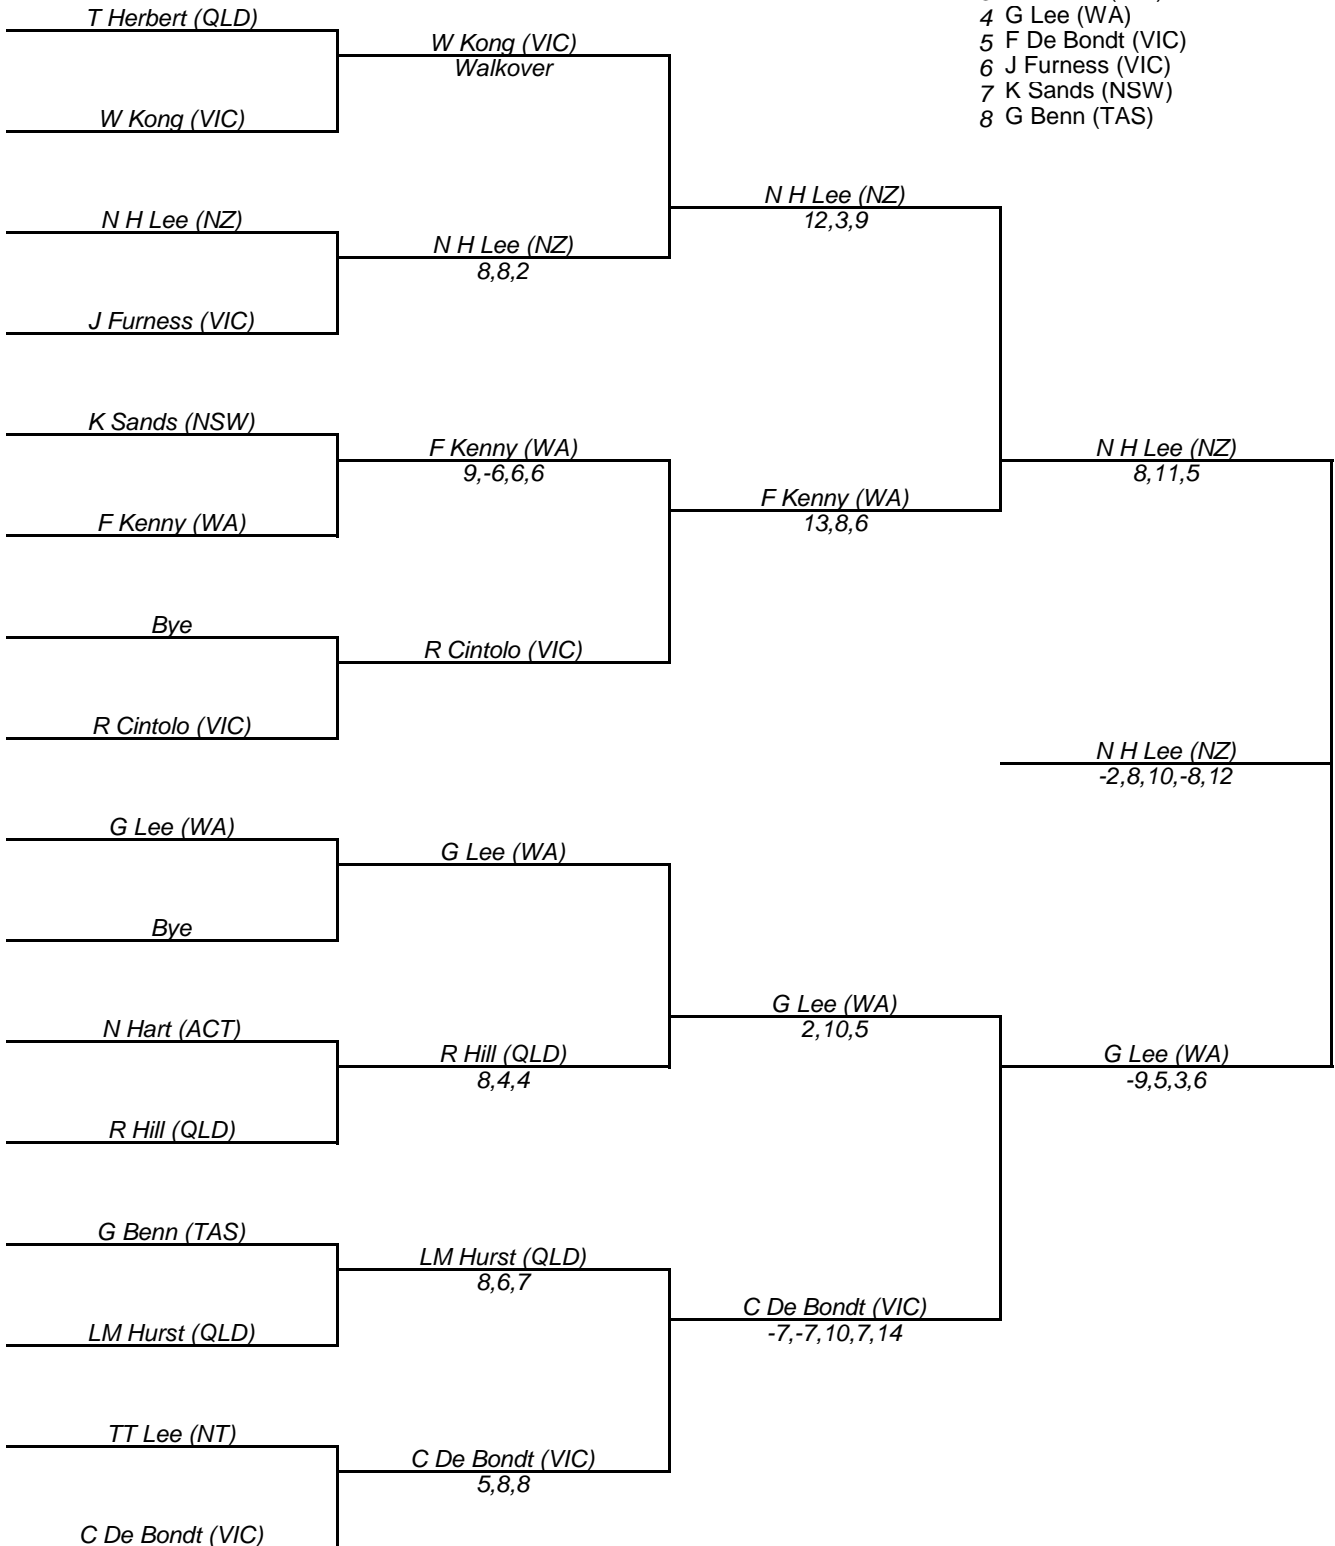 T Herbert (QLD)
W Kong (VIC)
Walkover
W Kong (VIC)
N H Lee (NZ)
12,3,9
N H Lee (NZ)
N H Lee (NZ)
8,8,2
J Furness (VIC)
K Sands (NSW)
F Kenny (WA)
9,-6,6,6
N H Lee (NZ)
8,11,5
F Kenny (WA)
13,8,6
F Kenny (WA)
Bye
R Cintolo (VIC)
R Cintolo (VIC)
N H Lee (NZ)
-2,8,10,-8,12
G Lee (WA)
G Lee (WA)
Bye
G Lee (WA)
2,10,5
N Hart (ACT)
R Hill (QLD)
8,4,4
G Lee (WA)
-9,5,3,6
R Hill (QLD)
G Benn (TAS)
LM Hurst (QLD)
8,6,7
C De Bondt (VIC)
-7,-7,10,7,14
LM Hurst (QLD)
TT Lee (NT)
C De Bondt (VIC)
5,8,8
C De Bondt (VIC)
4 G Lee (WA)
5 F De Bondt (VIC)
6 J Furness (VIC)
7 K Sands (NSW)
8 G Benn (TAS)